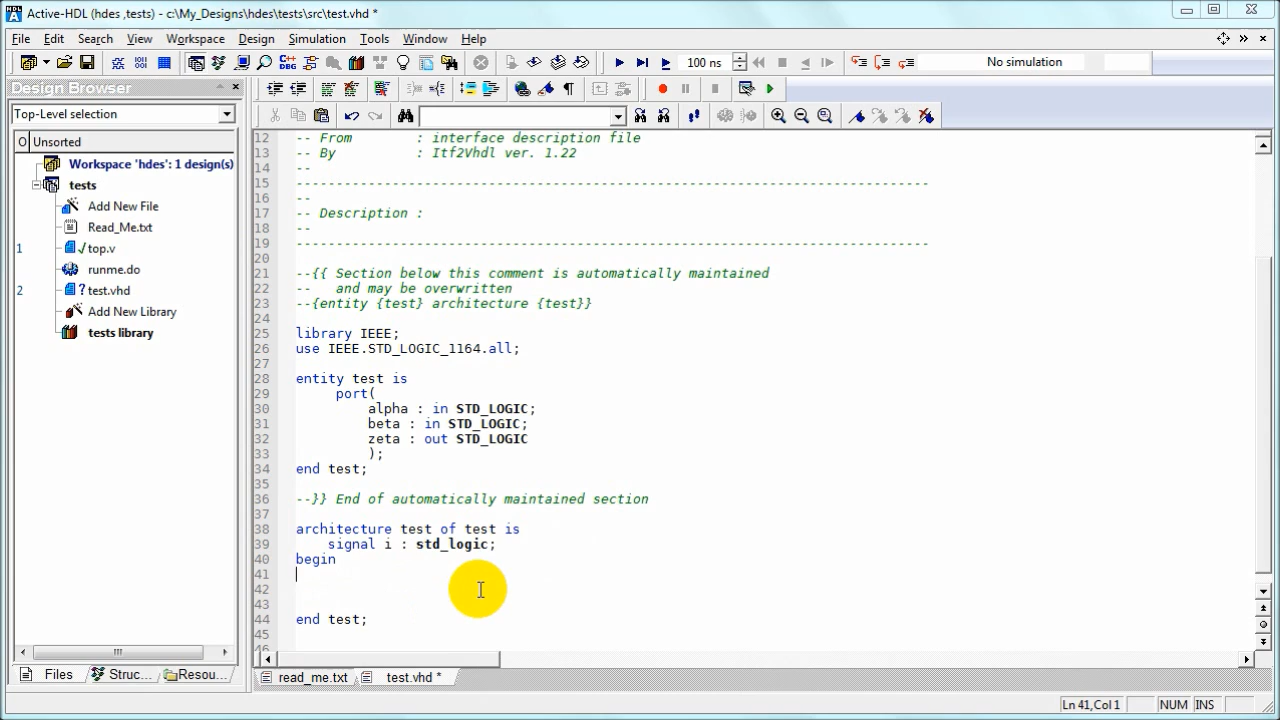 Active-HDL (hdes ,tests) - c:\My_Designs\hdes\tests\src\test.vhd *
File Edit Search View Workspace Design Simulation Tools Window Help
100 ns
No simulation
Design Browser
Top-Level selection
O Unsorted
Workspace 'hdes': 1 design(s)
tests
Add New File
Read_Me.txt
1 top.v
runme.do
2 ? test.vhd
Add New Library
tests library
Files Struc... Resou...
12 -- From : interface description file
13 -- By : Itf2Vhdl ver. 1.22
14 --
15 -------------------------------------------------------------------------------
16 --
17 -- Description :
18 --
19 -------------------------------------------------------------------------------
20
21 --{{ Section below this comment is automatically maintained
22 -- and may be overwritten
23 --{entity {test} architecture {test}}
24
25 library IEEE;
26 use IEEE.STD_LOGIC_1164.all;
27
28 entity test is
29 port(
30 alpha : in STD_LOGIC;
31 beta : in STD_LOGIC;
32 zeta : out STD_LOGIC
33 );
34 end test;
35
36 --}} End of automatically maintained section
37
38 architecture test of test is
39 signal i : std_logic;
40 begin
41
42
43
44 end test;
45
46
read_me.txt test.vhd *
Ln 41,Col 1 NUM INS